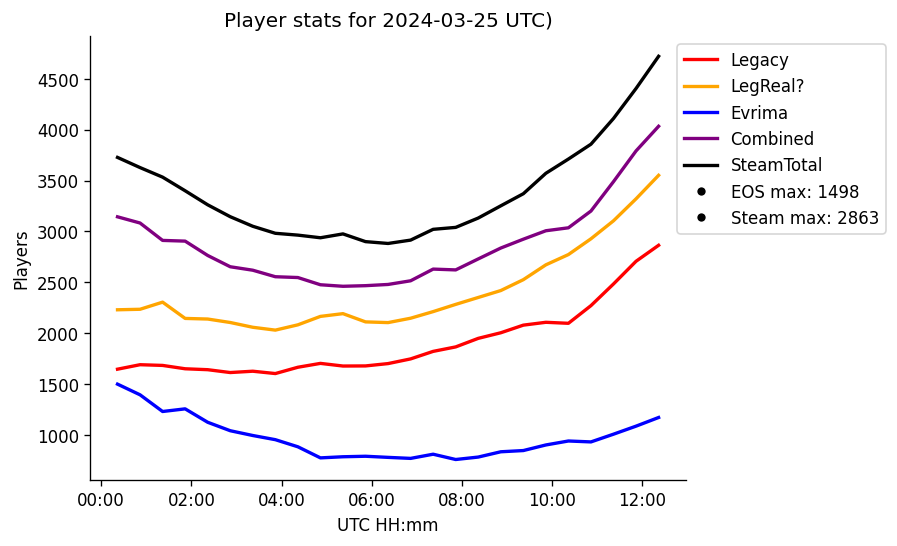 Player stats for 2024-03-25 UTC)
Players
4500
4000
3500
3000
2500
2000
1500
1000
00:00 02:00 04:00 06:00 08:00 10:00 12:00
UTC HH:mm
Legacy
LegReal?
Evrima
Combined
SteamTotal
EOS max: 1498
Steam max: 2863